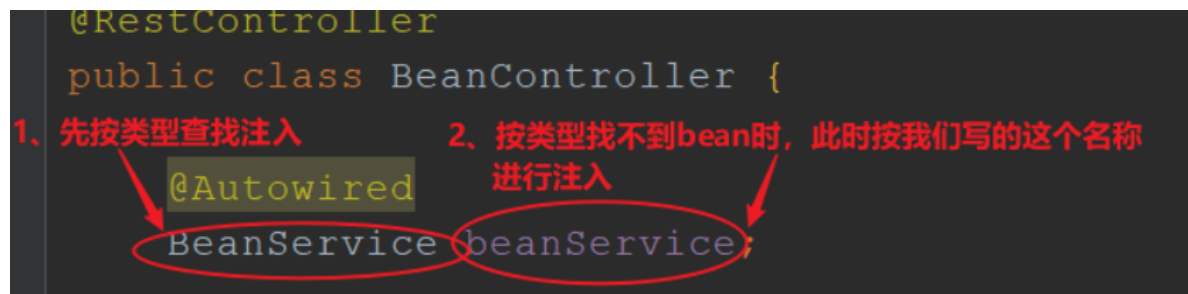 @RestController
public class BeanController {
1、先按类型查找注入
2、按类型找不到bean时，此时按我们写的这个名称
进行注入
@Autowired
BeanService beanService;